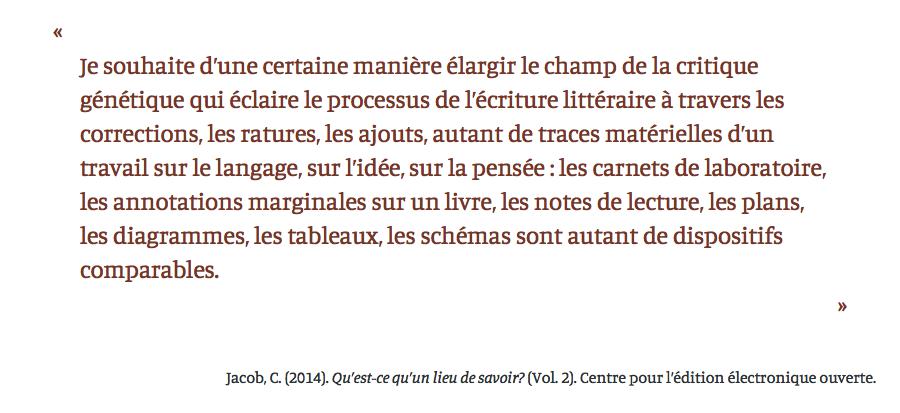 «
Je souhaite d’une certaine manière élargir le champ de la critique
génétique qui éclaire le processus de l’écriture littéraire à travers les
corrections, les ratures, les ajouts, autant de traces matérielles d’un
travail sur le langage, sur l’idée, sur la pensée : les carnets de laboratoire,
les annotations marginales sur un livre, les notes de lecture, les plans,
les diagrammes, les tableaux, les schémas sont autant de dispositifs
comparables.
»
Jacob, C. (2014). Qu’est-ce qu’un lieu de savoir? (Vol. 2). Centre pour l’édition électronique ouverte.